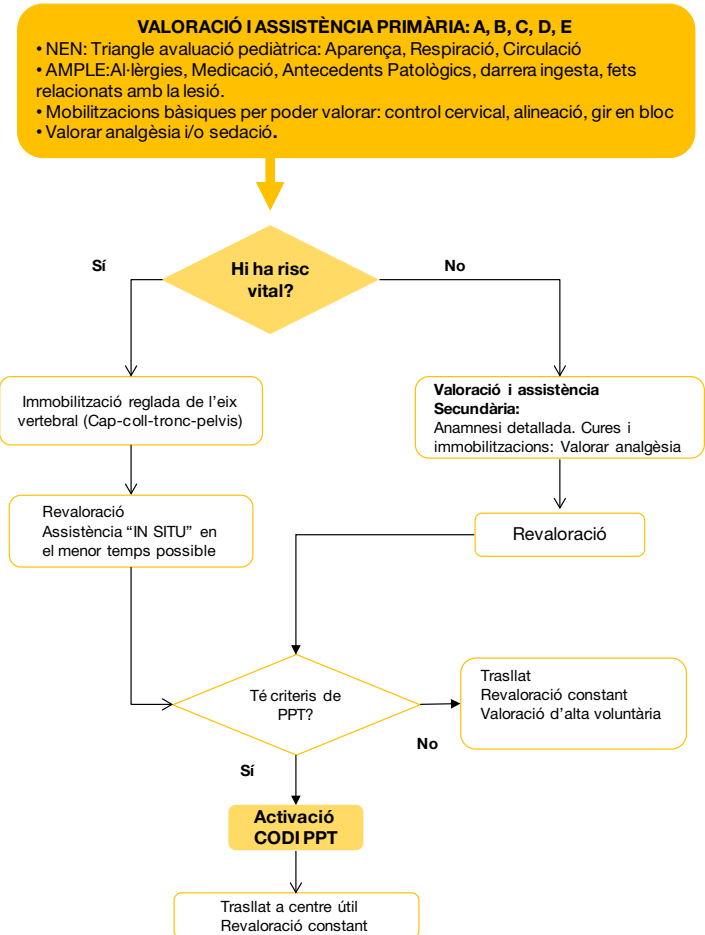 VALORACIÓ I ASSISTÈNCIA PRIMÀRIA: A, B, C, D, E
• NEN: Triangle avaluació pediàtrica: Aparença, Respiració, Circulació
• AMPLE:Al·lèrgies, Medicació, Antecedents Patològics, darrera ingesta, fets
relacionats amb la lesió.
• Mobilitzacions bàsiques per poder valorar: control cervical, alineació, gir en bloc
• Valorar analgèsia i/o sedació.
Sí
Hi ha risc
vital?
No
Immobilització reglada de l'eix
vertebral (Cap-coll-tronc-pelvis)
Valoració i assistència
Secundària:
Anamnesi detallada. Cures i
immobilitzacions: Valorar analgèsia
Revaloració
Assistència “IN SITU” en
el menor temps possible
Revaloració
Té criteris de
PPT?
Trasllat
Revaloració constant
Valoració d'alta voluntària
No
Sí
Activació
CODI PPT
Trasllat a centre útil
Revaloració constant